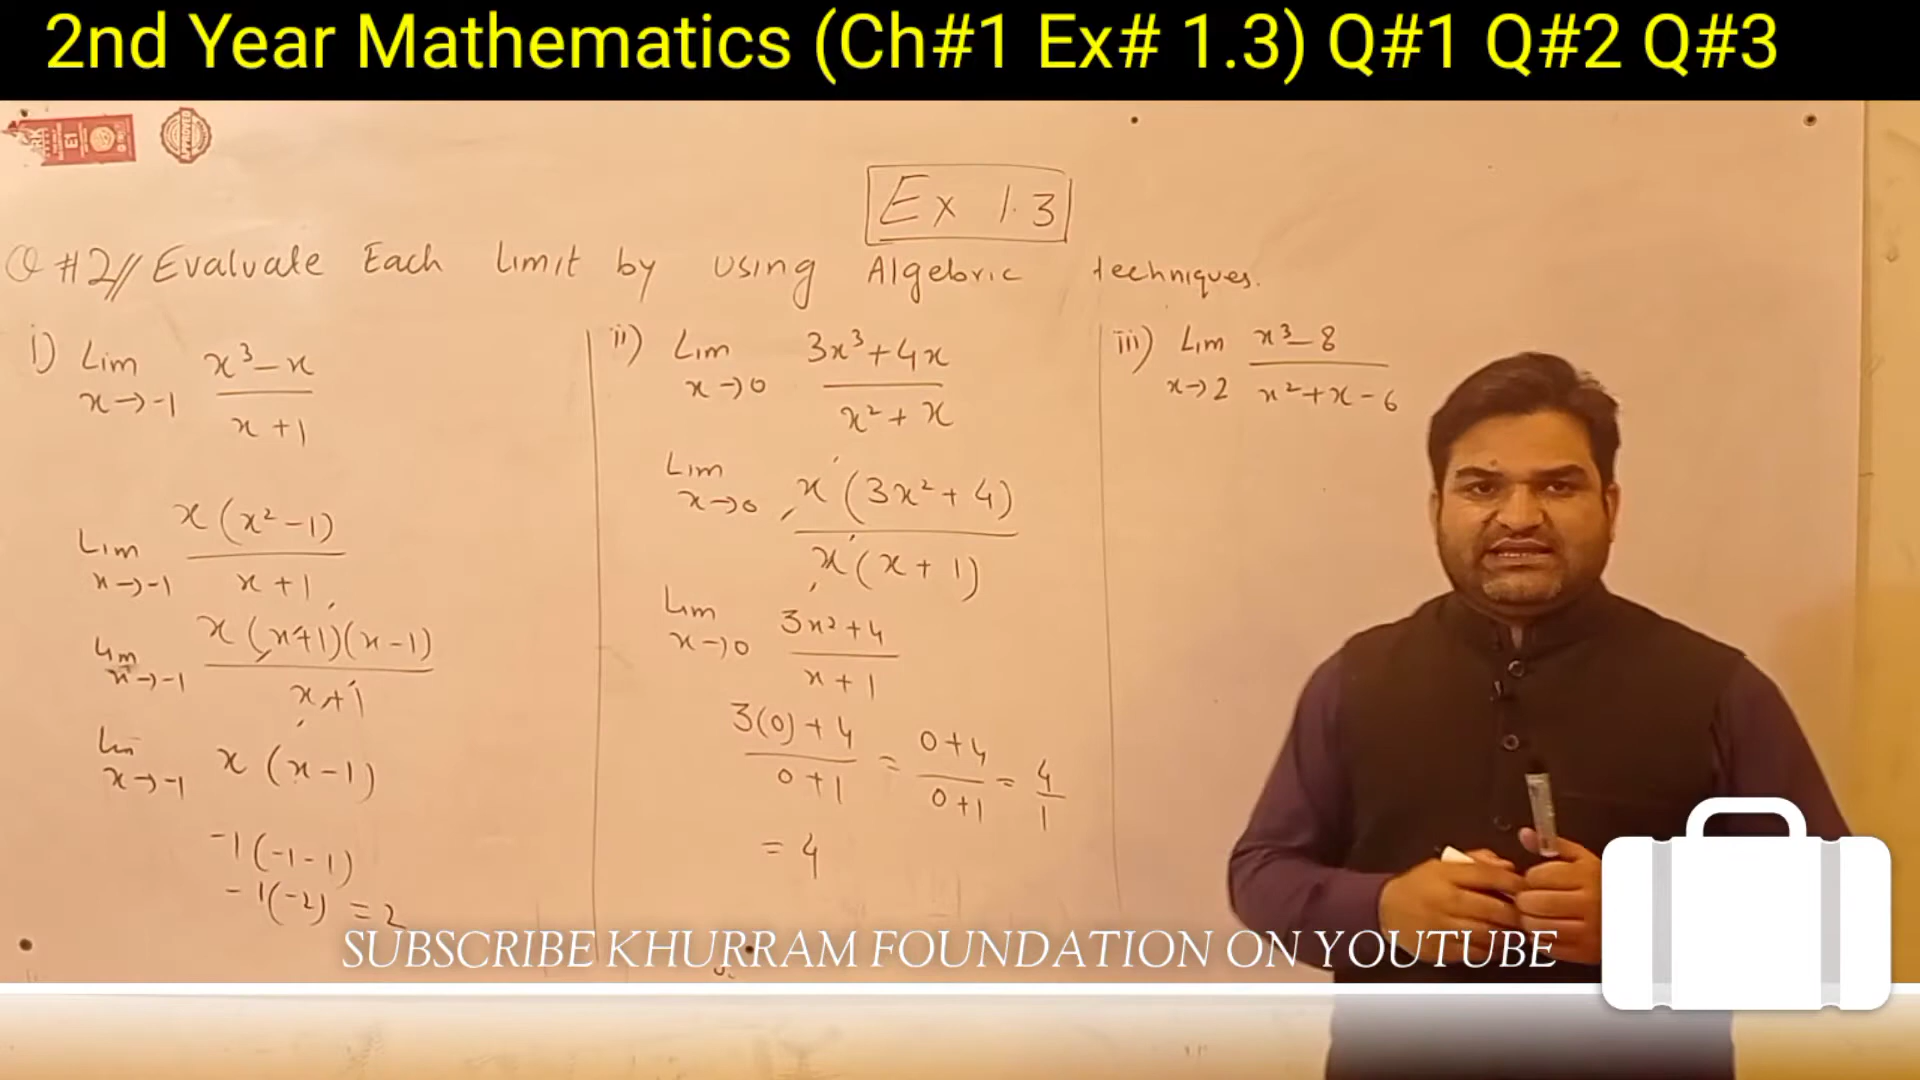 2nd Year Mathematics (Ch#1 Ex# 1.3) Q#1 Q#2 Q#3
E1
APPROVED
Ex 1.3
Q #2// Evaluate Each Limit by using Algebric techniques.
i) Lim x³-x
x→-1 x+1
Lim x(x²-1)
x→-1 x+1
Lim x(x+1)(x-1)
x→-1 x+1
Lim x(x-1)
x→-1
-1(-1-1)
-1(-2) = 2
ii) Lim 3x³+4x
x→0 x²+x
Lim x(3x²+4)
x→0 x(x+1)
Lim 3x²+4
x→0 x+1
3(0)+4 = 0+4 = 4
0+1 0+1 1
= 4
iii) Lim x³-8
x→2 x²+x-6
SUBSCRIBE KHURRAM FOUNDATION ON YOUTUBE